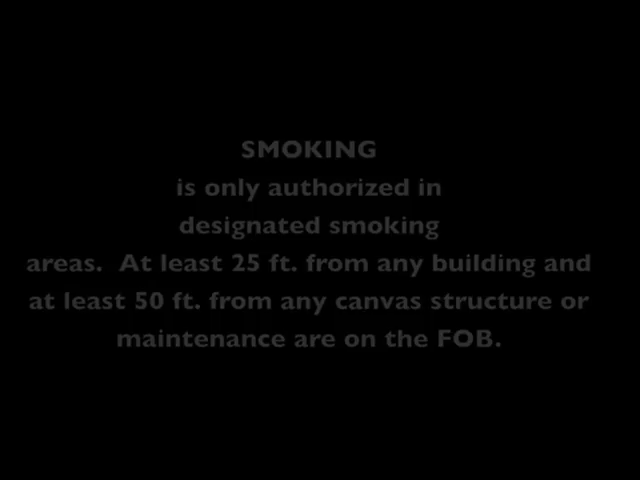 SMOKING
is only authorized in
designated smoking
areas.  At least 25 ft. from any building and
at least 50 ft. from any canvas structure or
maintenance are on the FOB.